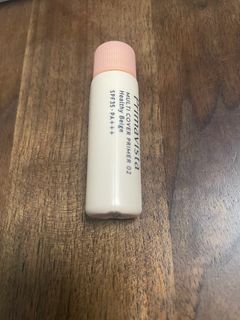 Primavista
MULTI COVER PRIMER 02
Healthy Beige
SPF35・PA+++